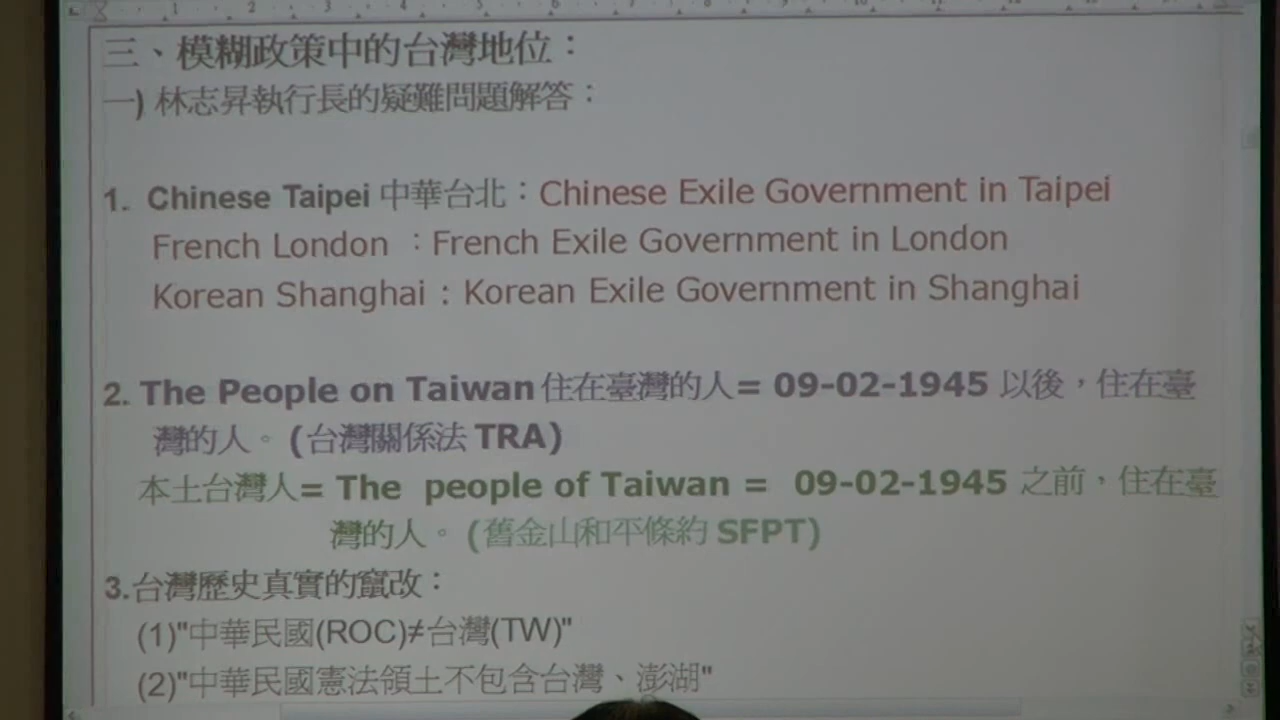 三、模糊政策中的台灣地位：
一) 林志昇執行長的疑難問題解答：
1. Chinese Taipei 中華台北：Chinese Exile Government in Taipei
French London ：French Exile Government in London
Korean Shanghai : Korean Exile Government in Shanghai
2. The People on Taiwan 住在臺灣的人= 09-02-1945 以後，住在臺
灣的人。 (台灣關係法 TRA)
本土台灣人= The people of Taiwan = 09-02-1945 之前，住在臺
灣的人。 (舊金山和平條約 SFPT)
3.台灣歷史真實的竄改：
(1)"中華民國(ROC)≠台灣(TW)"
(2)"中華民國憲法領土不包含台灣、澎湖"